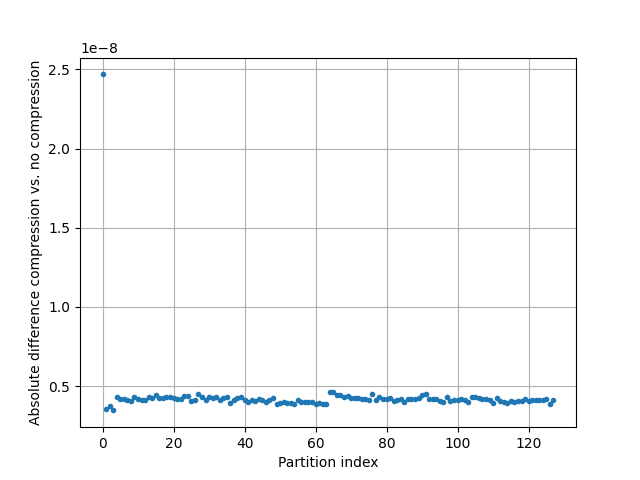 1e−8
2.5
2.0
1.5
1.0
0.5
Absolute difference compression vs. no compression
0 20 40 60 80 100 120
Partition index